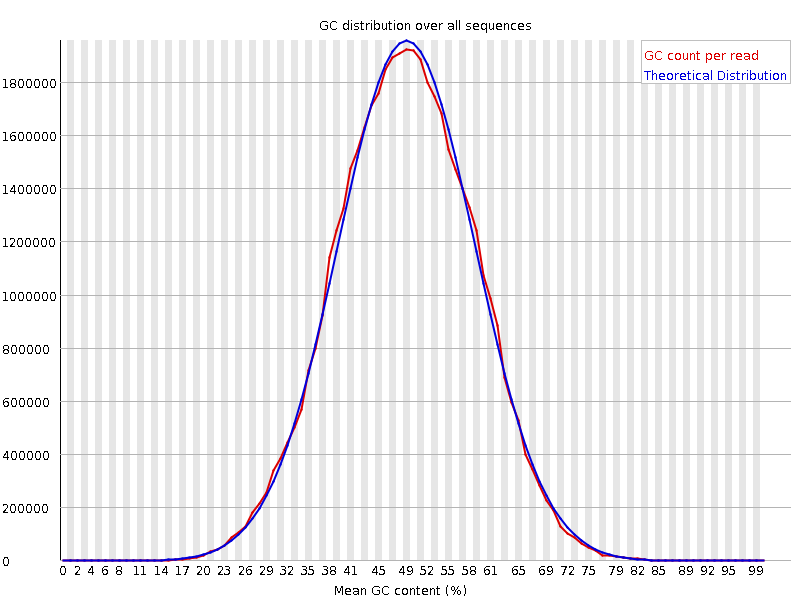 GC distribution over all sequences
GC count per read
Theoretical Distribution
1800000
1600000
1400000
1200000
1000000
800000
600000
400000
200000
0
0 2 4 6 8 11 14 17 20 23 26 29 32 35 38 41 45 49 52 55 58 61 65 69 72 75 79 82 85 89 92 95 99
Mean GC content (%)